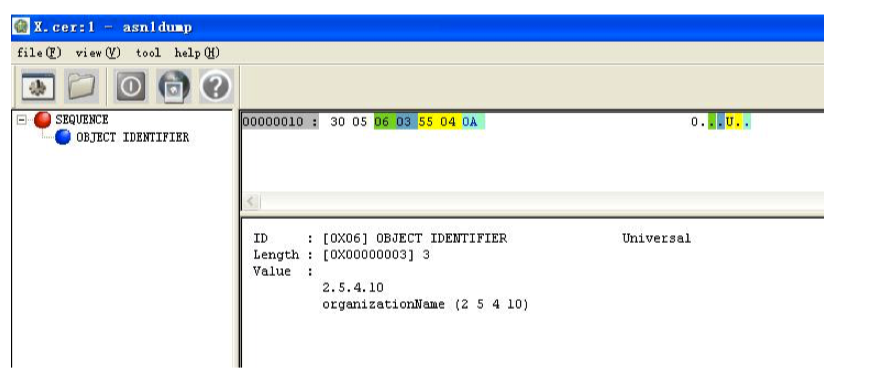 X.cer:1 - asn1dump
file(F) view(V) tool help(H)
SEQUENCE
OBJECT IDENTIFIER
00000010 : 30 05 06 03 55 04 0A 0...U..
ID : [0X06] OBJECT IDENTIFIER Universal
Length : [0X00000003] 3
Value :
2.5.4.10
organizationName (2 5 4 10)